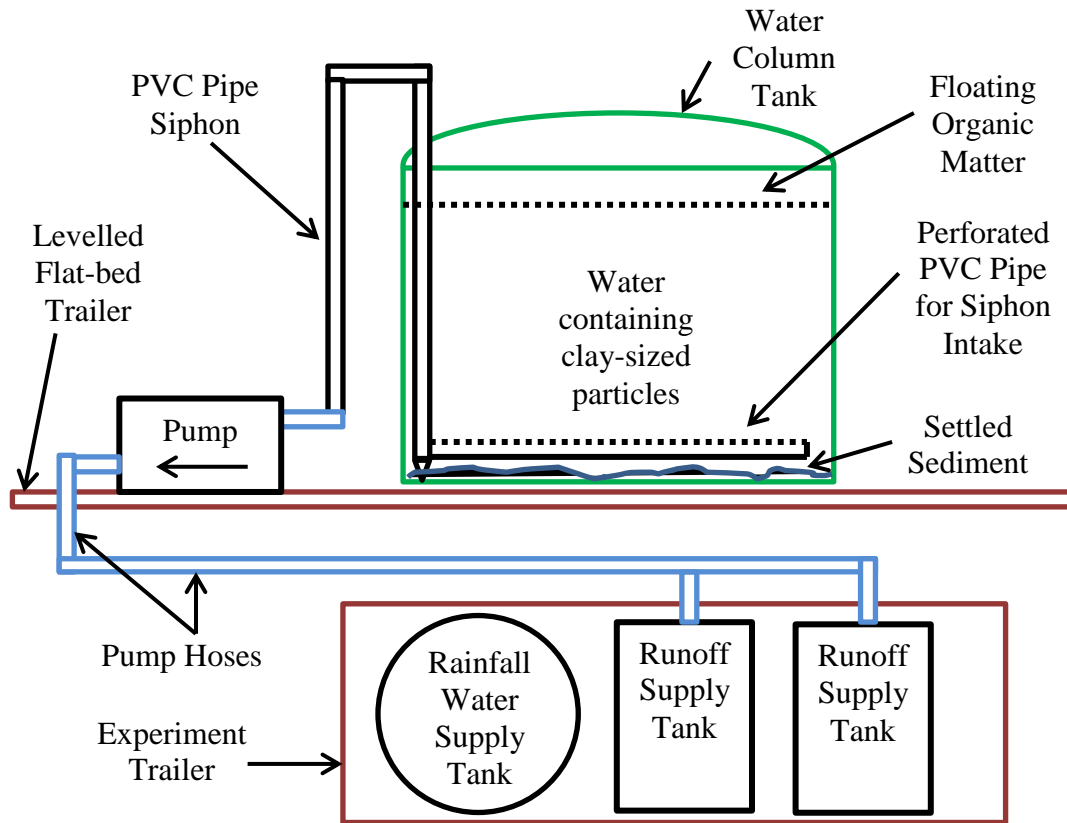 Water
Column
Tank
PVC Pipe
Siphon
Floating
Organic
Matter
Levelled
Flat-bed
Trailer
Perforated
PVC Pipe
for Siphon
Intake
Water
containing
clay-sized
particles
Pump
Settled
Sediment
Pump Hoses
Rainfall
Water
Supply
Tank
Runoff
Supply
Tank
Runoff
Supply
Tank
Experiment
Trailer